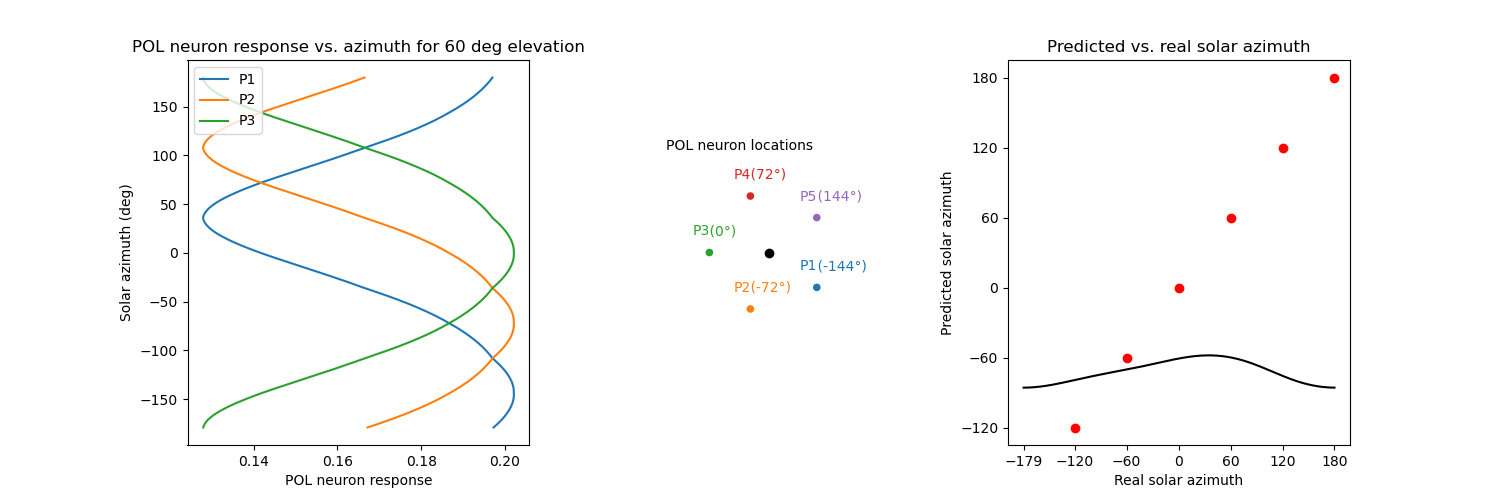 POL neuron response vs. azimuth for 60 deg elevation
P1
P2
P3
150
100
50
0
−50
−100
−150
Solar azimuth (deg)
0.14 0.16 0.18 0.20
POL neuron response
POL neuron locations
P4(72°)
P5(144°)
P3(0°)
P1(-144°)
P2(-72°)
Predicted vs. real solar azimuth
180
120
60
0
−60
−120
Predicted solar azimuth
−179 −120 −60 0 60 120 180
Real solar azimuth